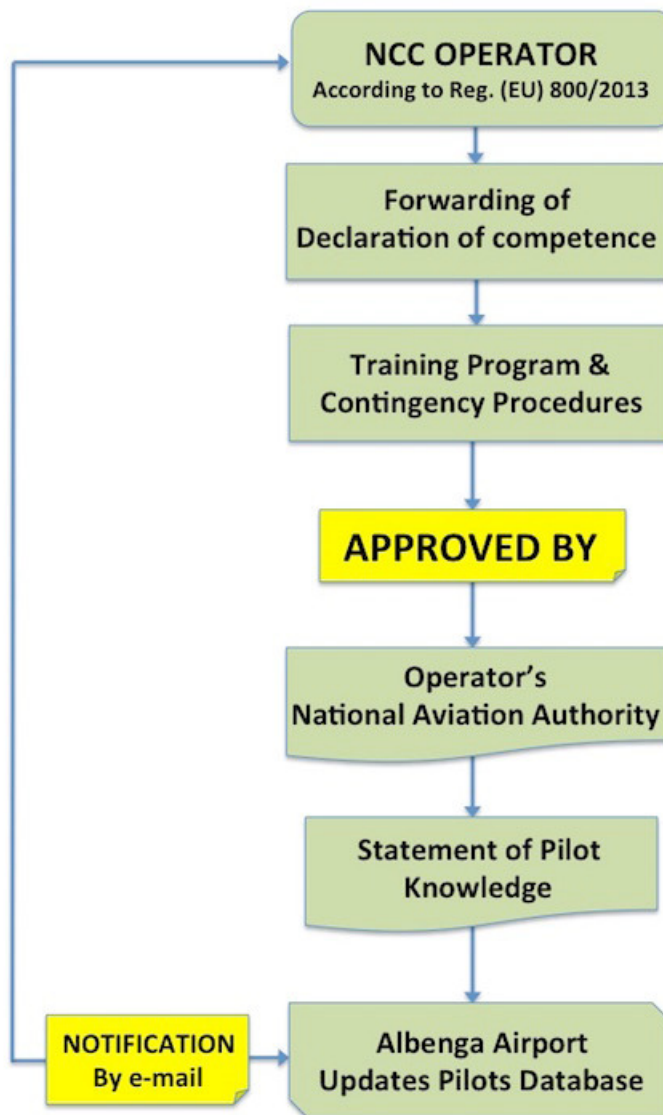 NCC OPERATOR
According to Reg. (EU) 800/2013
Forwarding of
Declaration of competence
Training Program &
Contingency Procedures
APPROVED BY
Operator’s
National Aviation Authority
Statement of Pilot
Knowledge
NOTIFICATION
By e-mail
Albenga Airport
Updates Pilots Database